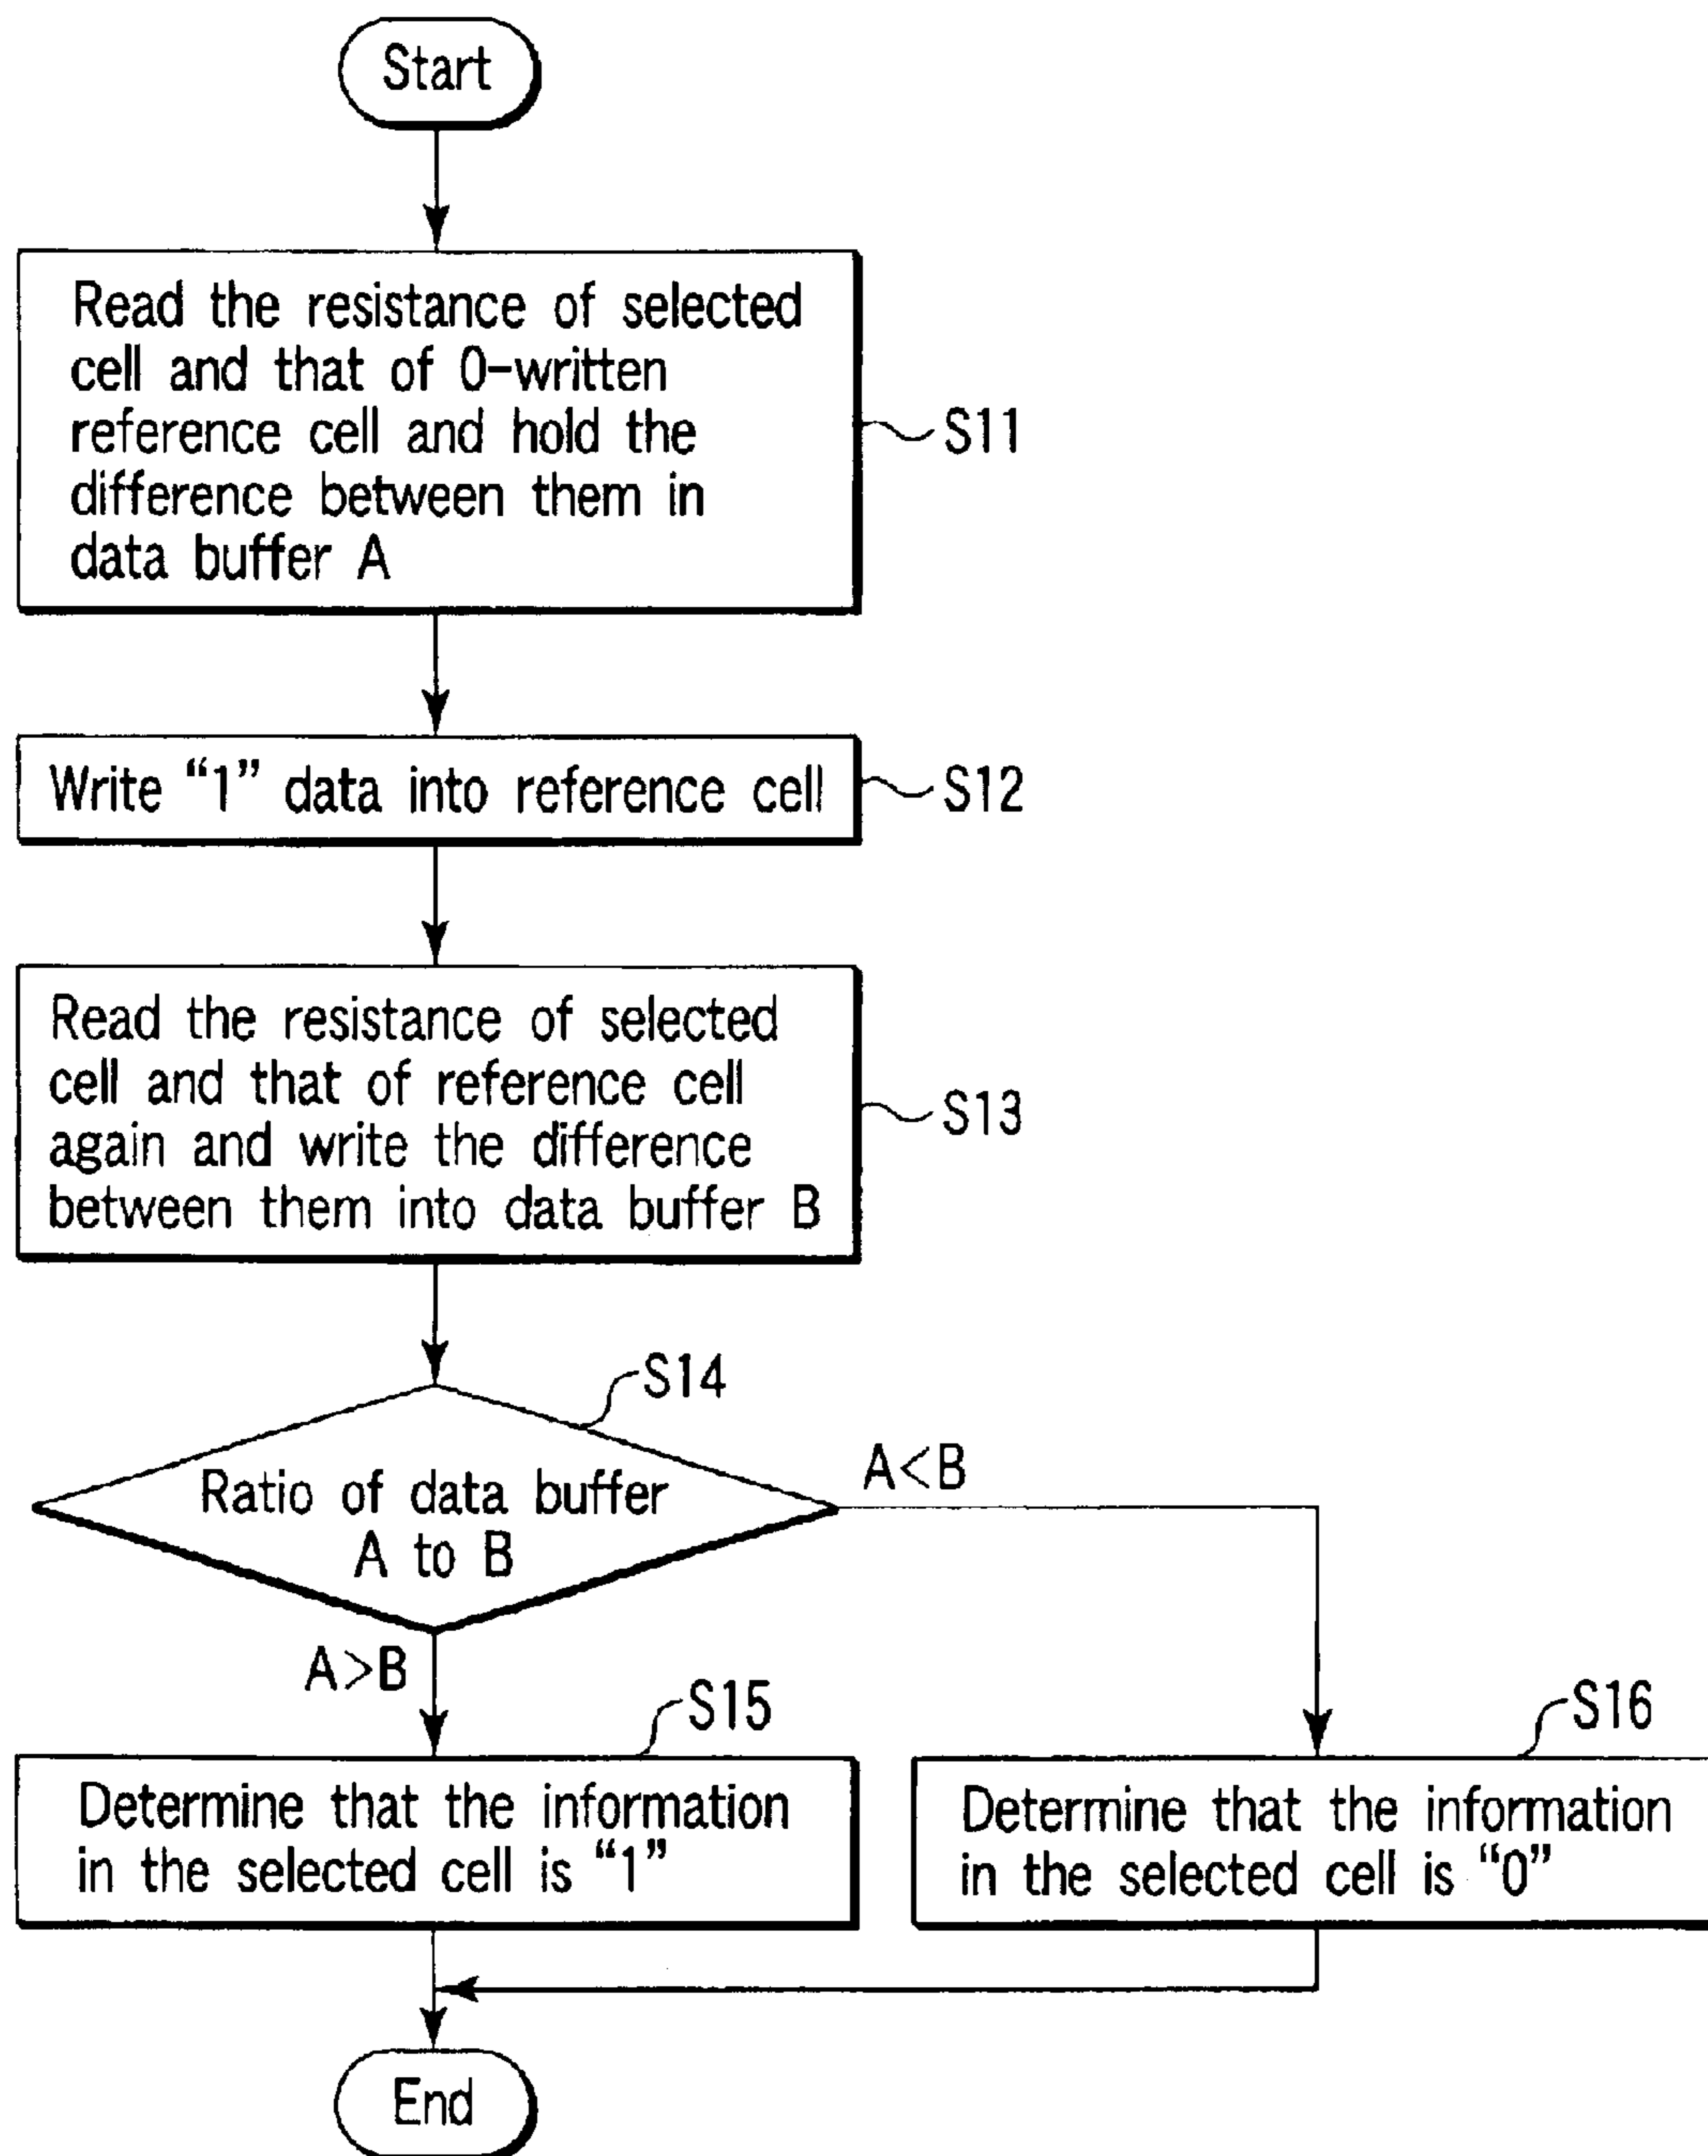 Start
Read the resistance of selected
cell and that of 0-written
reference cell and hold the
difference between them in
data buffer A
S11
Write “1” data into reference cell
S12
Read the resistance of selected
cell and that of reference cell
again and write the difference
between them into data buffer B
S13
S14
Ratio of data buffer
A to B
A<B
A>B
S15
Determine that the information
in the selected cell is “1”
S16
Determine that the information
in the selected cell is “0”
End